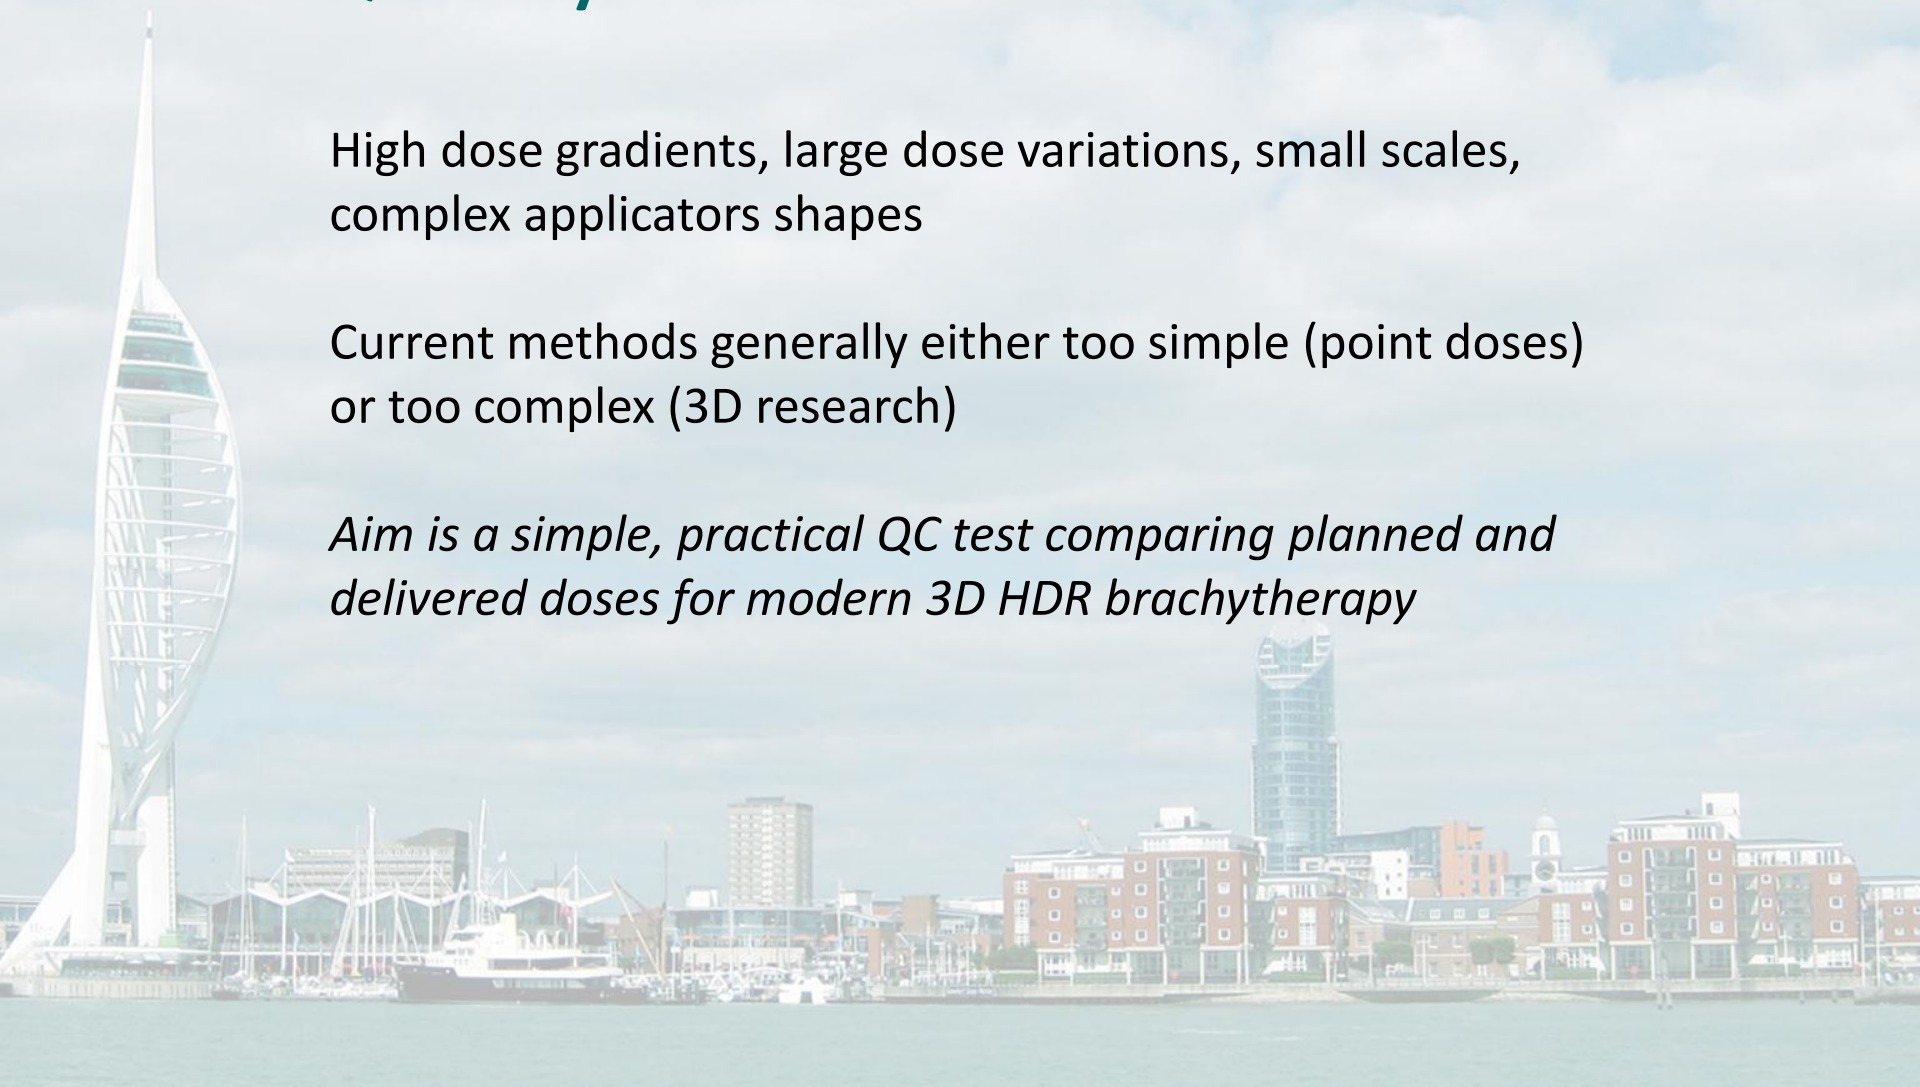 High dose gradients, large dose variations, small scales,
complex applicators shapes
Current methods generally either too simple (point doses)
or too complex (3D research)
Aim is a simple, practical QC test comparing planned and
delivered doses for modern 3D HDR brachytherapy